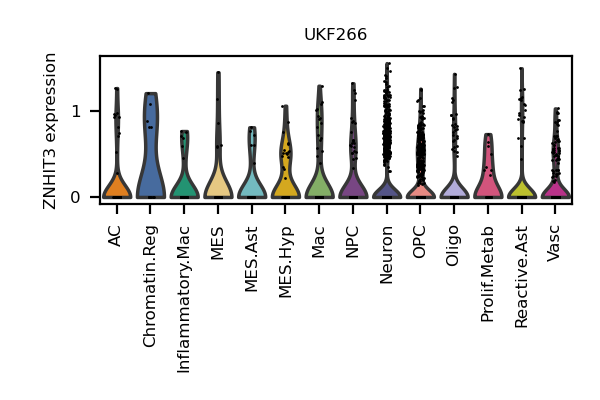 UKF266
ZNHIT3 expression
1
0
AC
Chromatin.Reg
Inflammatory.Mac
MES
MES.Ast
MES.Hyp
Mac
NPC
Neuron
OPC
Oligo
Prolif.Metab
Reactive.Ast
Vasc